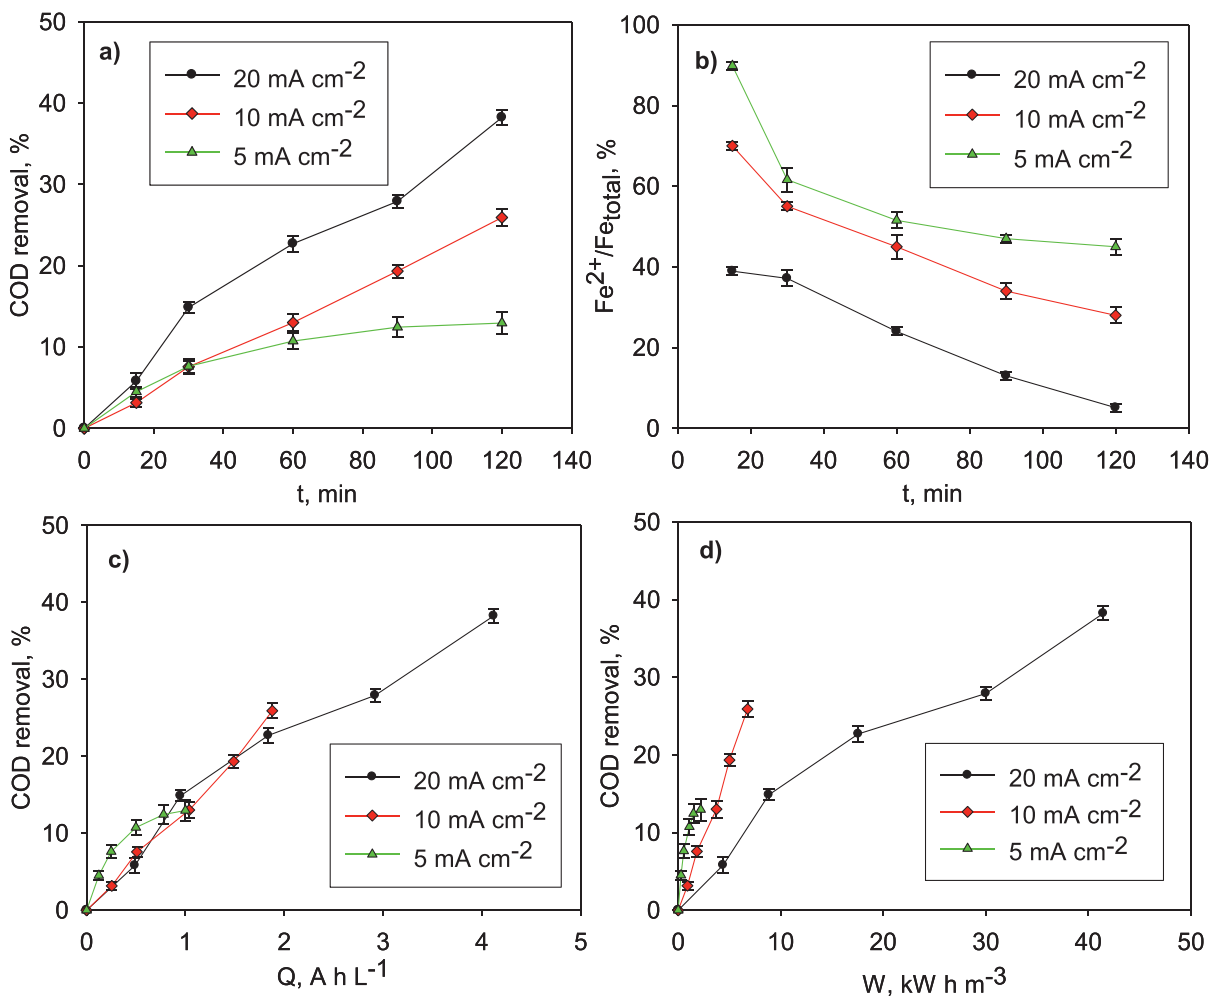 a)
20 mA cm-2
10 mA cm-2
5 mA cm-2
COD removal, %
50
40
30
20
10
0
0 20 40 60 80 100 120 140
t, min
b)
20 mA cm-2
10 mA cm-2
5 mA cm-2
Fe2+/Fetotal, %
100
80
60
40
20
0
0 20 40 60 80 100 120 140
t, min
c)
20 mA cm-2
10 mA cm-2
5 mA cm-2
COD removal, %
50
40
30
20
10
0
0 1 2 3 4 5
Q, A h L-1
d)
20 mA cm-2
10 mA cm-2
5 mA cm-2
COD removal, %
50
40
30
20
10
0
0 10 20 30 40 50
W, kW h m-3